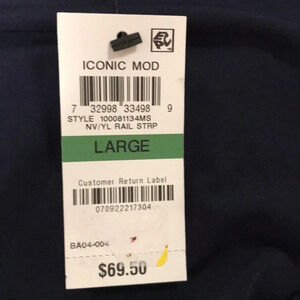 ICONIC MOD
7 32998 33498 9
STYLE 100081134MS
NV/YL RAIL STRP
LARGE
Customer Return Label
070922217304
BA04-004
$69.50